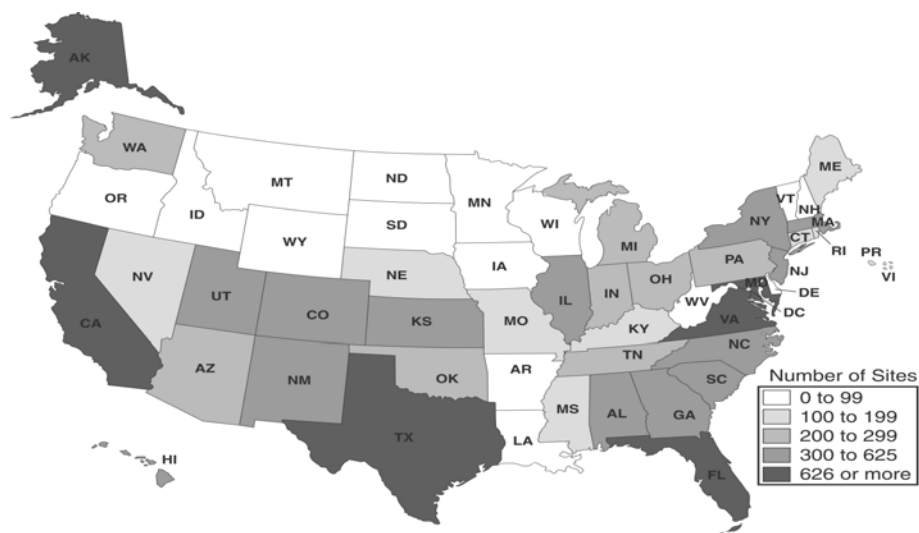 AK
WA
ME
MT
ND
VT
MN
OR
NH
ID
WI
NY
MA
SD
CT
RI
PR
WY
MI
VI
IA
PA
NJ
NE
NV
OH
MD
DE
IL
IN
UT
WV
DC
CO
CA
VA
KS
MO
KY
NC
TN
AZ
OK
AR
NM
SC
Number of Sites
MS
AL
GA
0 to 99
100 to 199
TX
LA
200 to 299
300 to 625
HI
FL
626 or more